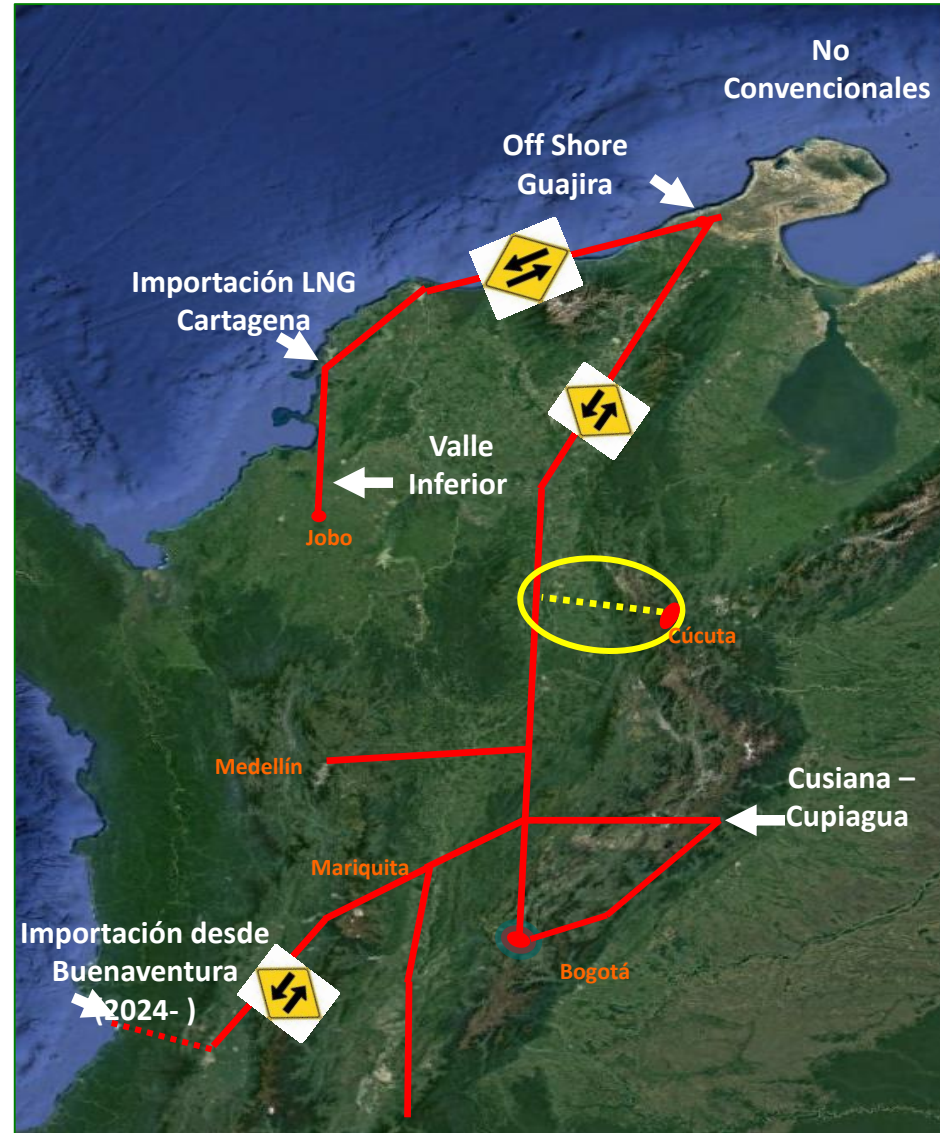 No
Convencionales
Off Shore
Guajira
Importación LNG
Cartagena
Valle
Inferior
Jobo
Cúcuta
Medellín
Cusiana –
Cupiagua
Mariquita
Importación desde
Buenaventura
(2024- )
Bogotá